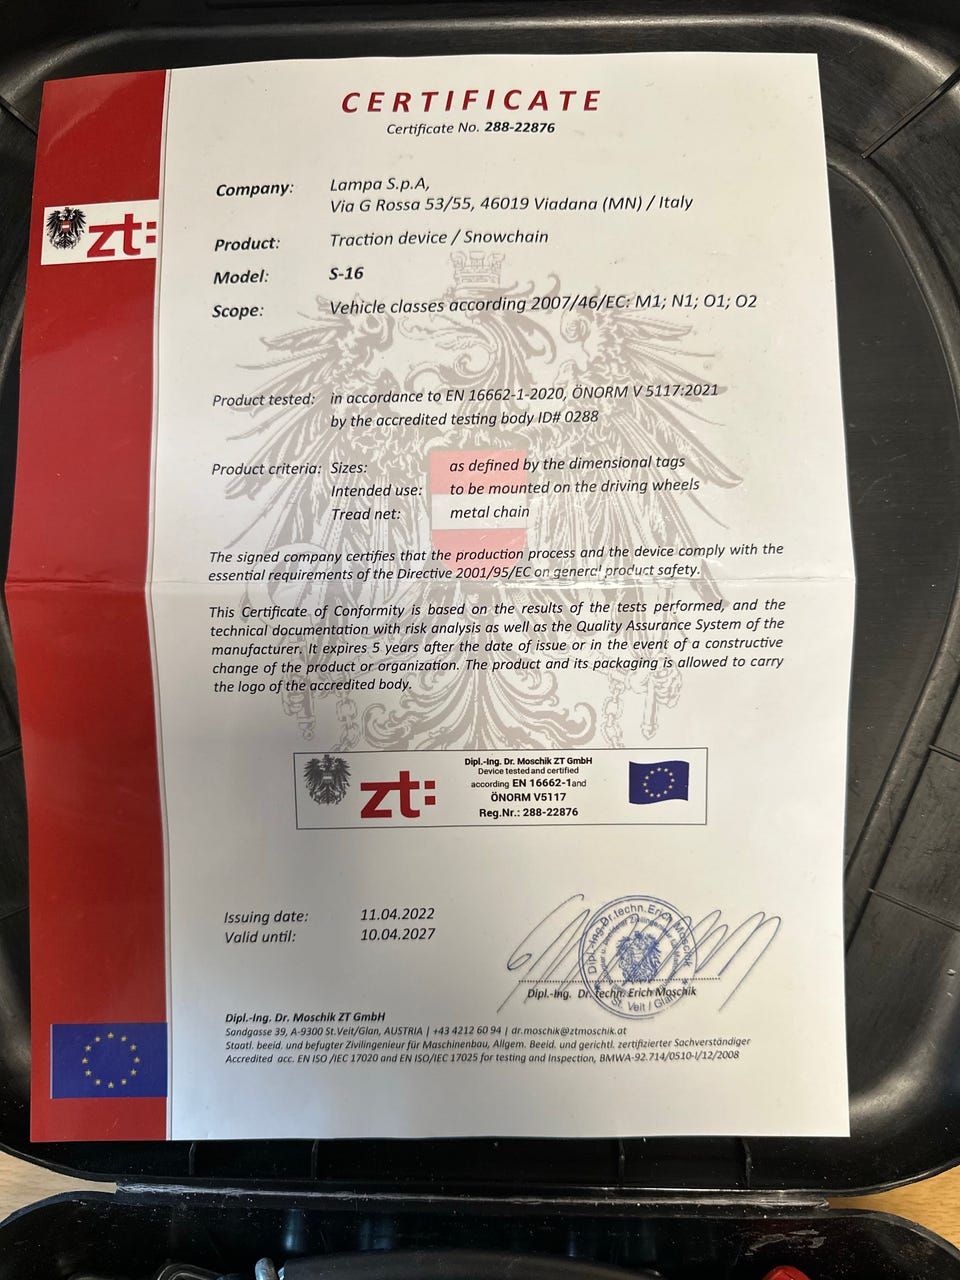 CERTIFICATE
Certificate No. 288-22876
Company: Lampa S.p.A,
Via G Rossa 53/55, 46019 Viadana (MN) / Italy
Product: Traction device / Snowchain
Model: S-16
Scope: Vehicle classes according 2007/46/EC: M1; N1; O1; O2
zt:
Product tested: in accordance to EN 16662-1-2020, ÖNORM V 5117:2021
by the accredited testing body ID# 0288
Product criteria: Sizes: as defined by the dimensional tags
Intended use: to be mounted on the driving wheels
Tread net: metal chain
The signed company certifies that the production process and the device comply with the
essential requirements of the Directive 2001/95/EC on general product safety.
This Certificate of Conformity is based on the results of the tests performed, and the
technical documentation with risk analysis as well as the Quality Assurance System of the
manufacturer. It expires 5 years after the date of issue or in the event of a constructive
change of the product or organization. The product and its packaging is allowed to carry
the logo of the accredited body.
zt:
Dipl.-Ing. Dr. Moschik ZT GmbH
Device tested and certified
according EN 16662-1and
ÖNORM V5117
Reg.Nr.: 288-22876
Issuing date: 11.04.2022
Valid until: 10.04.2027
Dipl.-Ing. Dr.techn. Erich Moschik
St. Veit / Glan
Dipl.-Ing. Dr. techn. Erich Moschik
Dipl.-Ing. Dr. Moschik ZT GmbH
Sandgasse 39, A-9300 St.Veit/Glan, AUSTRIA | +43 4212 60 94 | dr.moschik@ztmoschik.at
Staatl. beeid. und befugter Zivilingenieur für Maschinenbau, Allgem. Beeid. und gerichtl. zertifizierter Sachverständiger
Accredited acc. EN ISO /IEC 17020 and EN ISO/IEC 17025 for testing and Inspection, BMWA-92.714/0510-I/12/2008